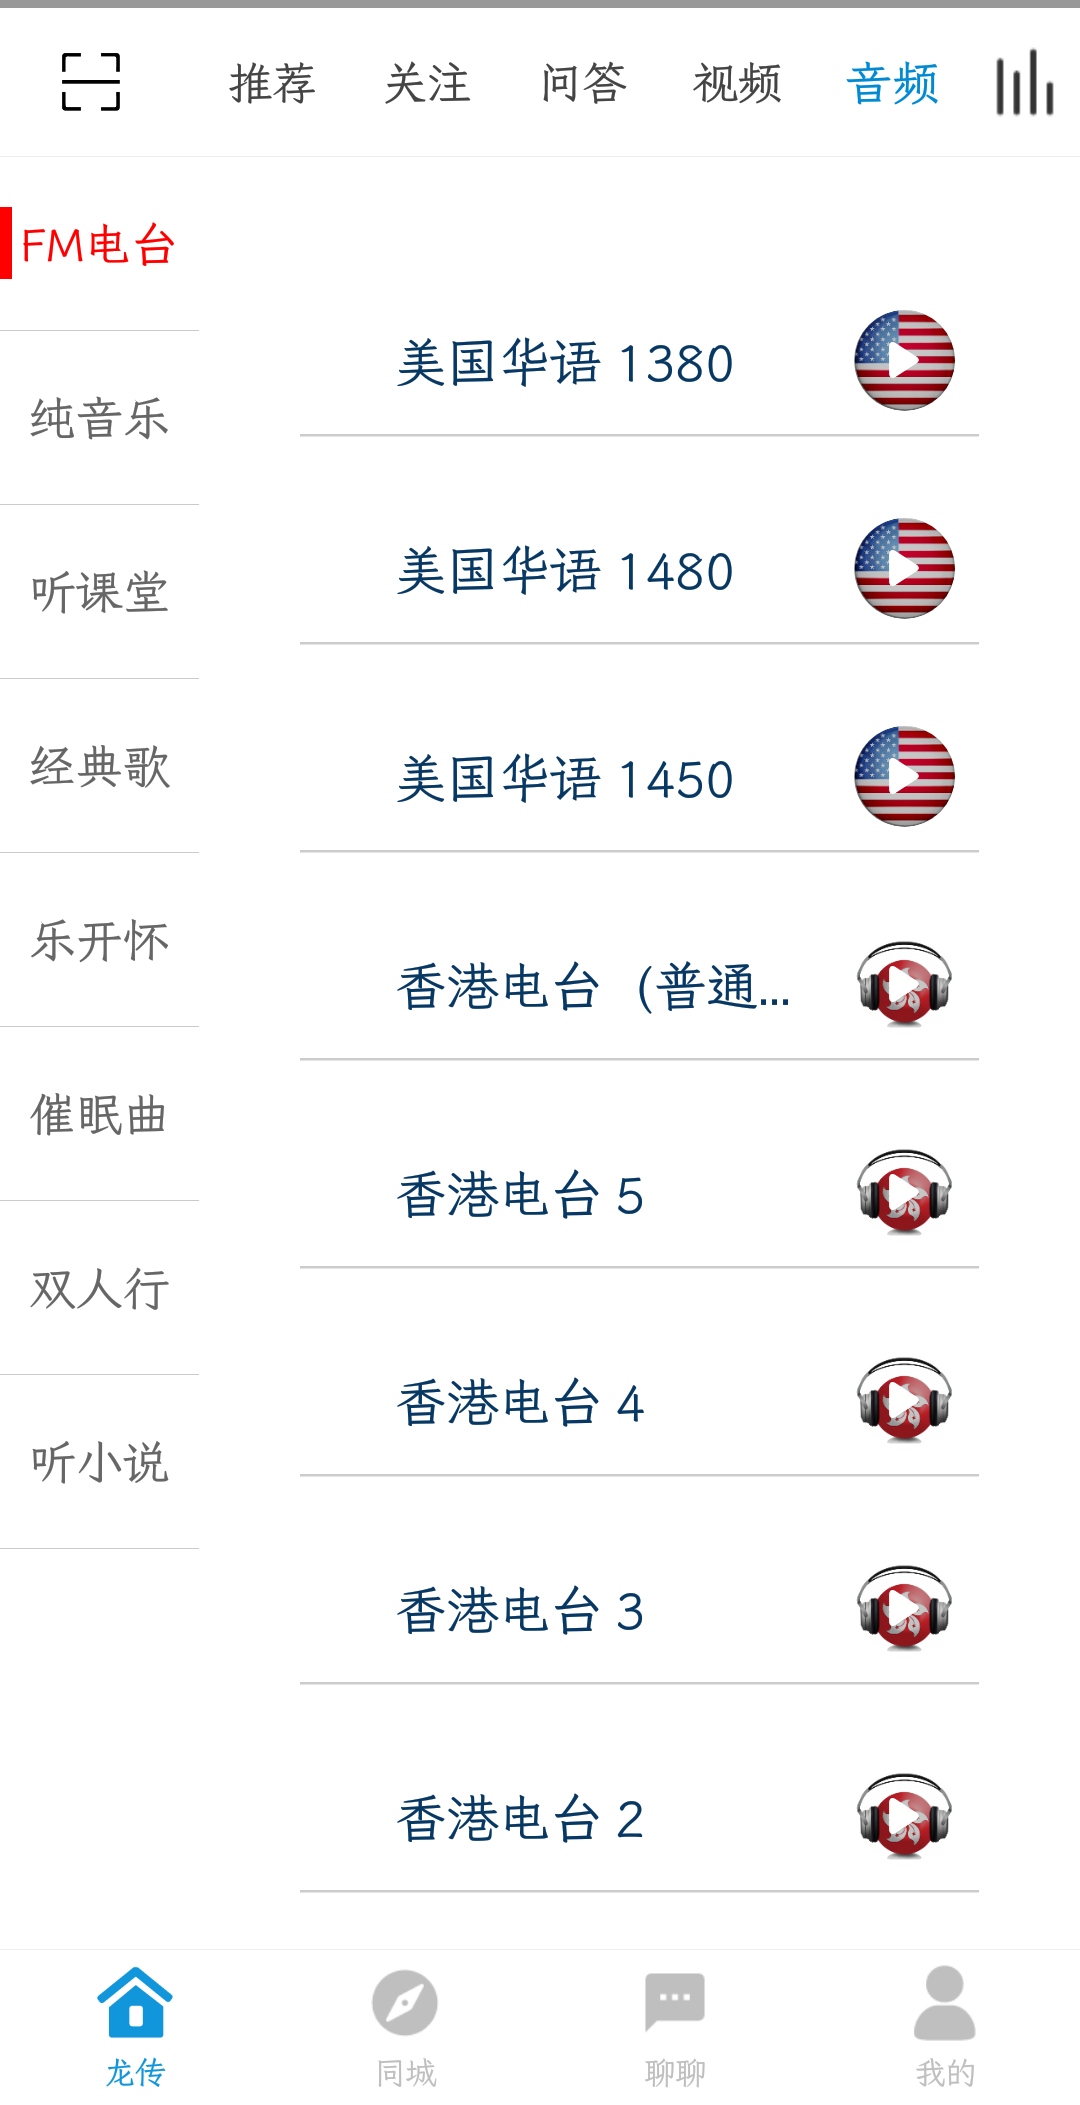 推荐 关注 问答 视频 音频
FM电台
纯音乐
听课堂
经典歌
乐开怀
催眠曲
双人行
听小说
美国华语 1380
美国华语 1480
美国华语 1450
香港电台（普通...
香港电台 5
香港电台 4
香港电台 3
香港电台 2
龙传 同城 聊聊 我的